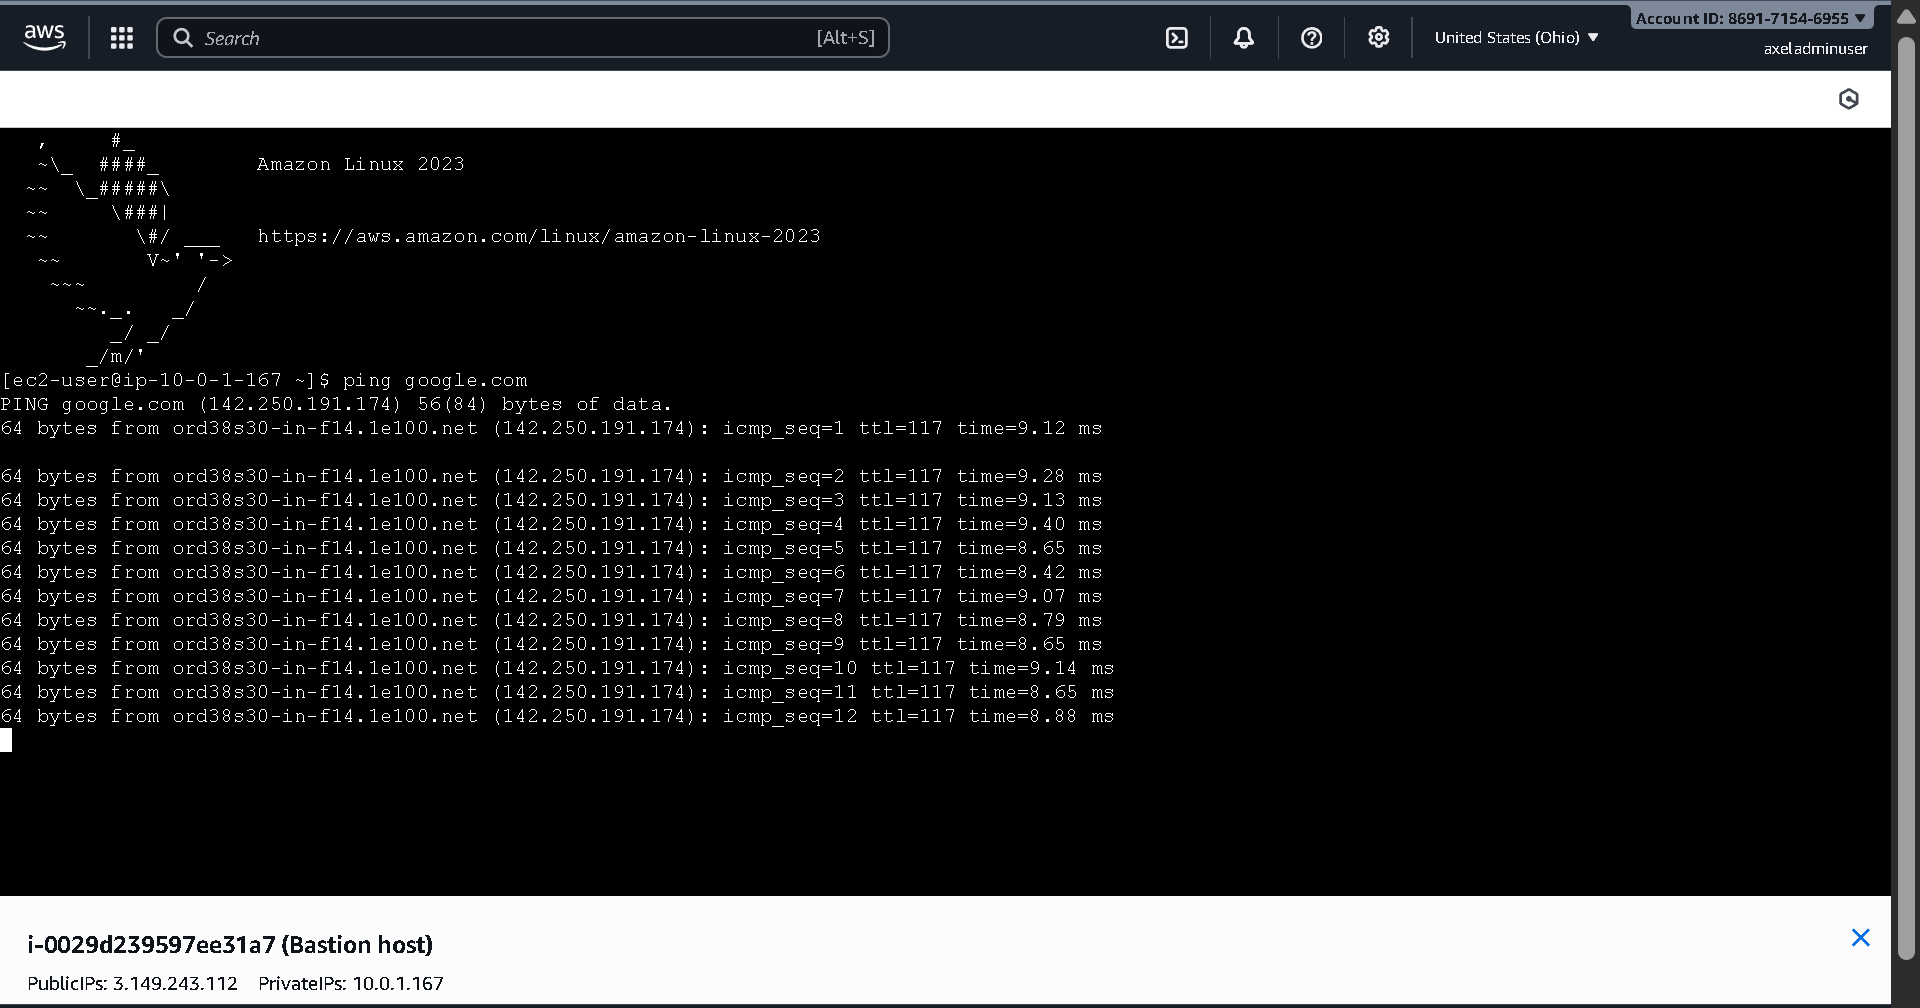 aws
Search [Alt+S]
United States (Ohio)
Account ID: 8691-7154-6955
axeladminuser
   ,     #_
   ~\_  ####_        Amazon Linux 2023
  ~~  \_#####\
  ~~     \###|
  ~~       \#/ ___   https://aws.amazon.com/linux/amazon-linux-2023
   ~~       V~' '->
    ~~~         /
      ~~._.   _/
         _/ _/
       _/m/'
[ec2-user@ip-10-0-1-167 ~]$ ping google.com
PING google.com (142.250.191.174) 56(84) bytes of data.
64 bytes from ord38s30-in-f14.1e100.net (142.250.191.174): icmp_seq=1 ttl=117 time=9.12 ms
64 bytes from ord38s30-in-f14.1e100.net (142.250.191.174): icmp_seq=2 ttl=117 time=9.28 ms
64 bytes from ord38s30-in-f14.1e100.net (142.250.191.174): icmp_seq=3 ttl=117 time=9.13 ms
64 bytes from ord38s30-in-f14.1e100.net (142.250.191.174): icmp_seq=4 ttl=117 time=9.40 ms
64 bytes from ord38s30-in-f14.1e100.net (142.250.191.174): icmp_seq=5 ttl=117 time=8.65 ms
64 bytes from ord38s30-in-f14.1e100.net (142.250.191.174): icmp_seq=6 ttl=117 time=8.42 ms
64 bytes from ord38s30-in-f14.1e100.net (142.250.191.174): icmp_seq=7 ttl=117 time=9.07 ms
64 bytes from ord38s30-in-f14.1e100.net (142.250.191.174): icmp_seq=8 ttl=117 time=8.79 ms
64 bytes from ord38s30-in-f14.1e100.net (142.250.191.174): icmp_seq=9 ttl=117 time=8.65 ms
64 bytes from ord38s30-in-f14.1e100.net (142.250.191.174): icmp_seq=10 ttl=117 time=9.14 ms
64 bytes from ord38s30-in-f14.1e100.net (142.250.191.174): icmp_seq=11 ttl=117 time=8.65 ms
64 bytes from ord38s30-in-f14.1e100.net (142.250.191.174): icmp_seq=12 ttl=117 time=8.88 ms
i-0029d239597ee31a7 (Bastion host)
PublicIPs: 3.149.243.112 PrivateIPs: 10.0.1.167